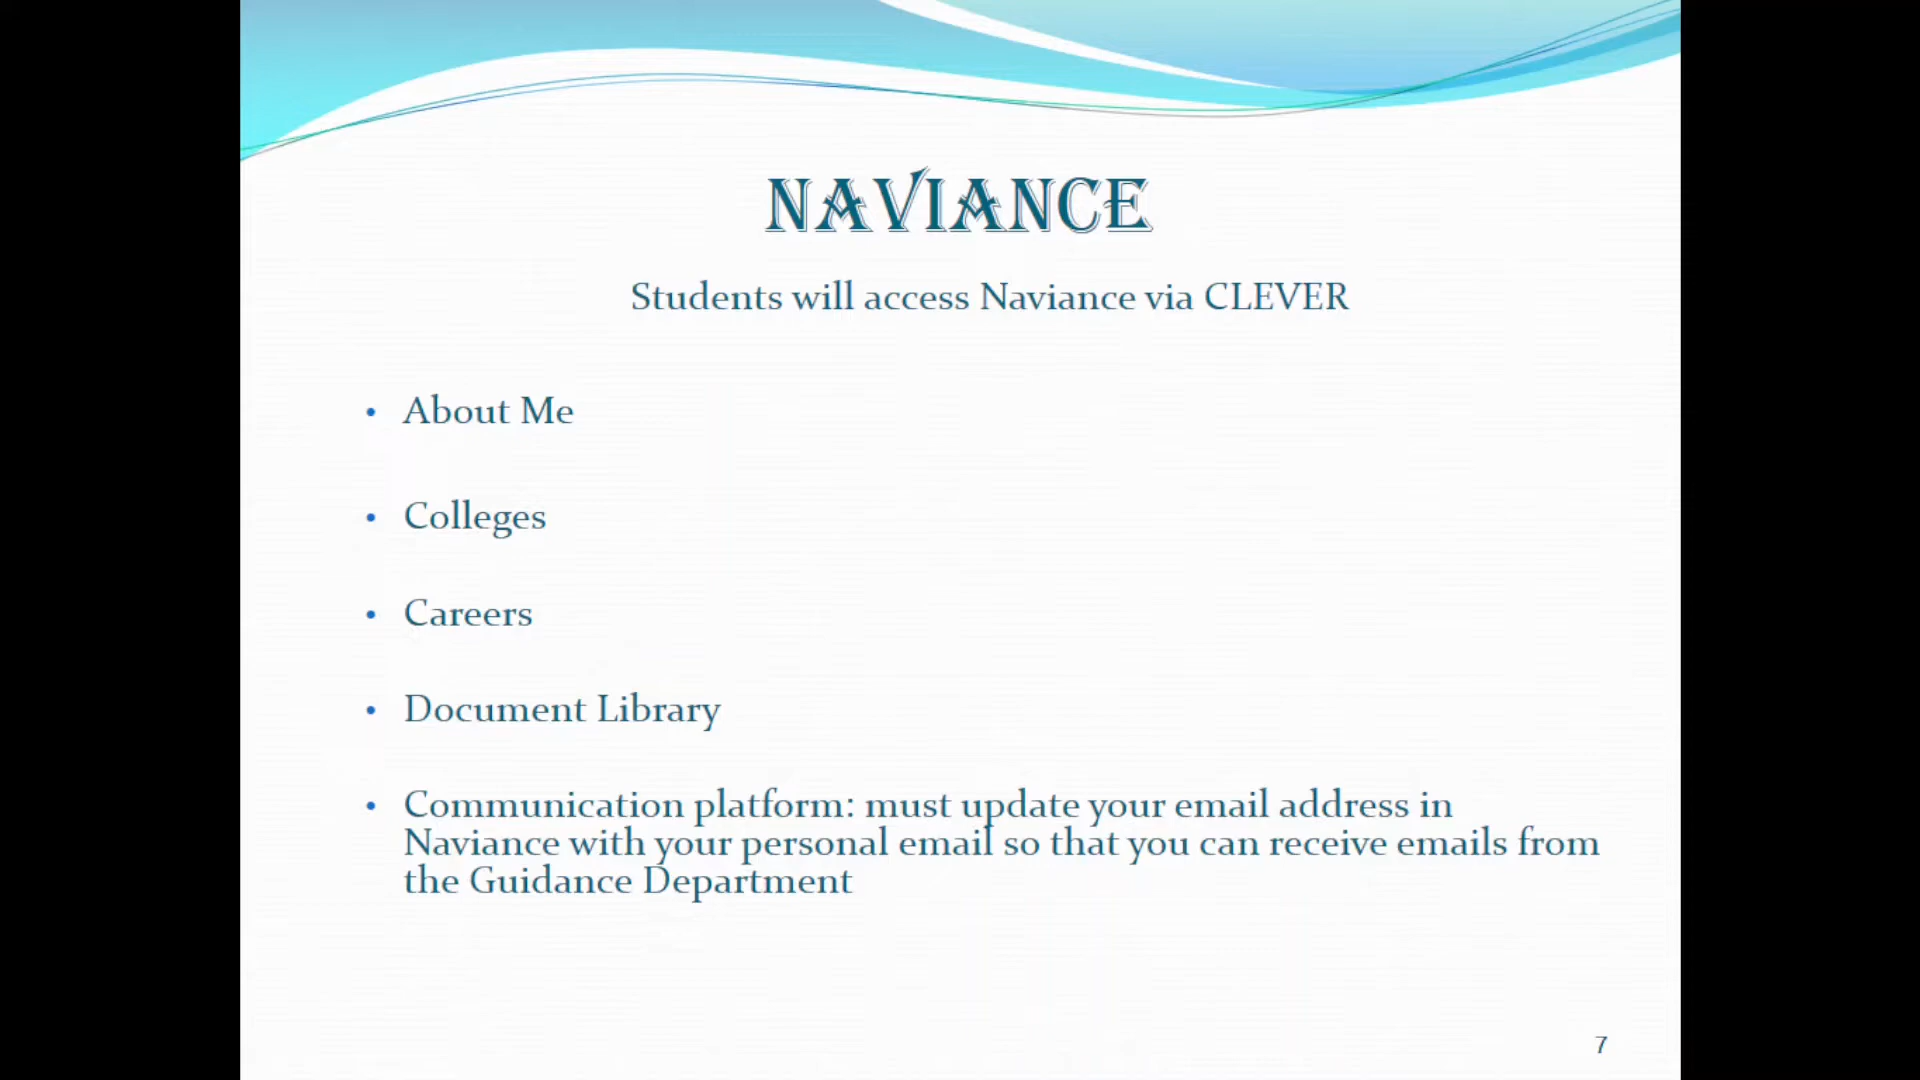 NAVIANCE
Students will access Naviance via CLEVER
• About Me
• Colleges
• Careers
• Document Library
• Communication platform: must update your email address in
Naviance with your personal email so that you can receive emails from
the Guidance Department
7